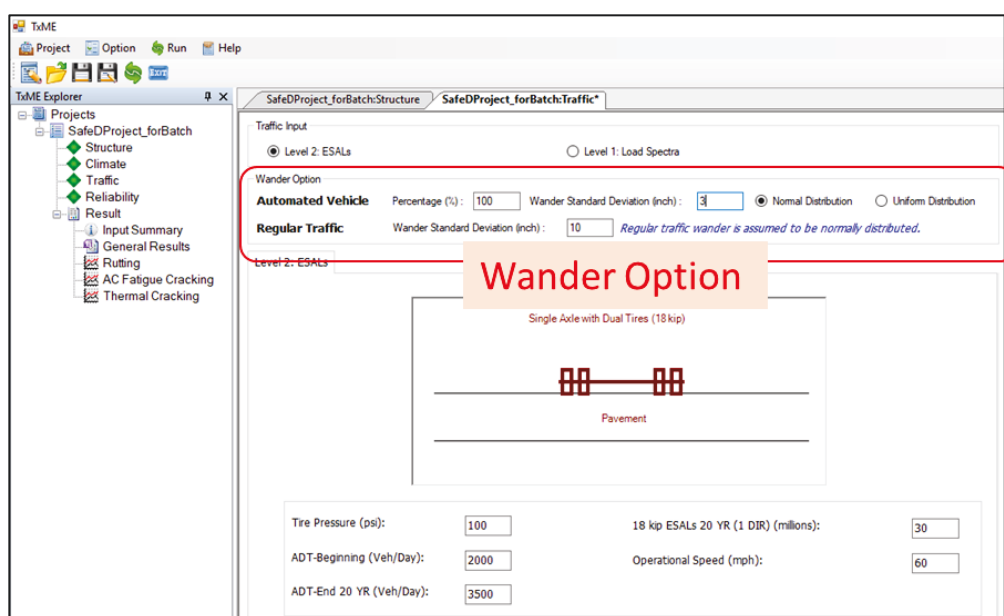 TxME
Project Option Run Help
EXIT
TxME Explorer
SafeDProject_forBatch:Structure SafeDProject_forBatch:Traffic*
Projects
SafeDProject_forBatch
Structure
Climate
Traffic
Reliability
Result
Input Summary
General Results
Rutting
AC Fatigue Cracking
Thermal Cracking
Traffic Input
Level 2: ESALs Level 1: Load Spectra
Wander Option
Automated Vehicle Percentage (%) : 100 Wander Standard Deviation (inch) : 3 Normal Distribution Uniform Distribution
Regular Traffic Wander Standard Deviation (inch) : 10 Regular traffic wander is assumed to be normally distributed.
Level 2: ESALs
Wander Option
Single Axle with Dual Tires (18 kip)
Pavement
Tire Pressure (psi): 100 18 kip ESALs 20 YR (1 DIR) (millions): 30
ADT-Beginning (Veh/Day): 2000 Operational Speed (mph): 60
ADT-End 20 YR (Veh/Day): 3500